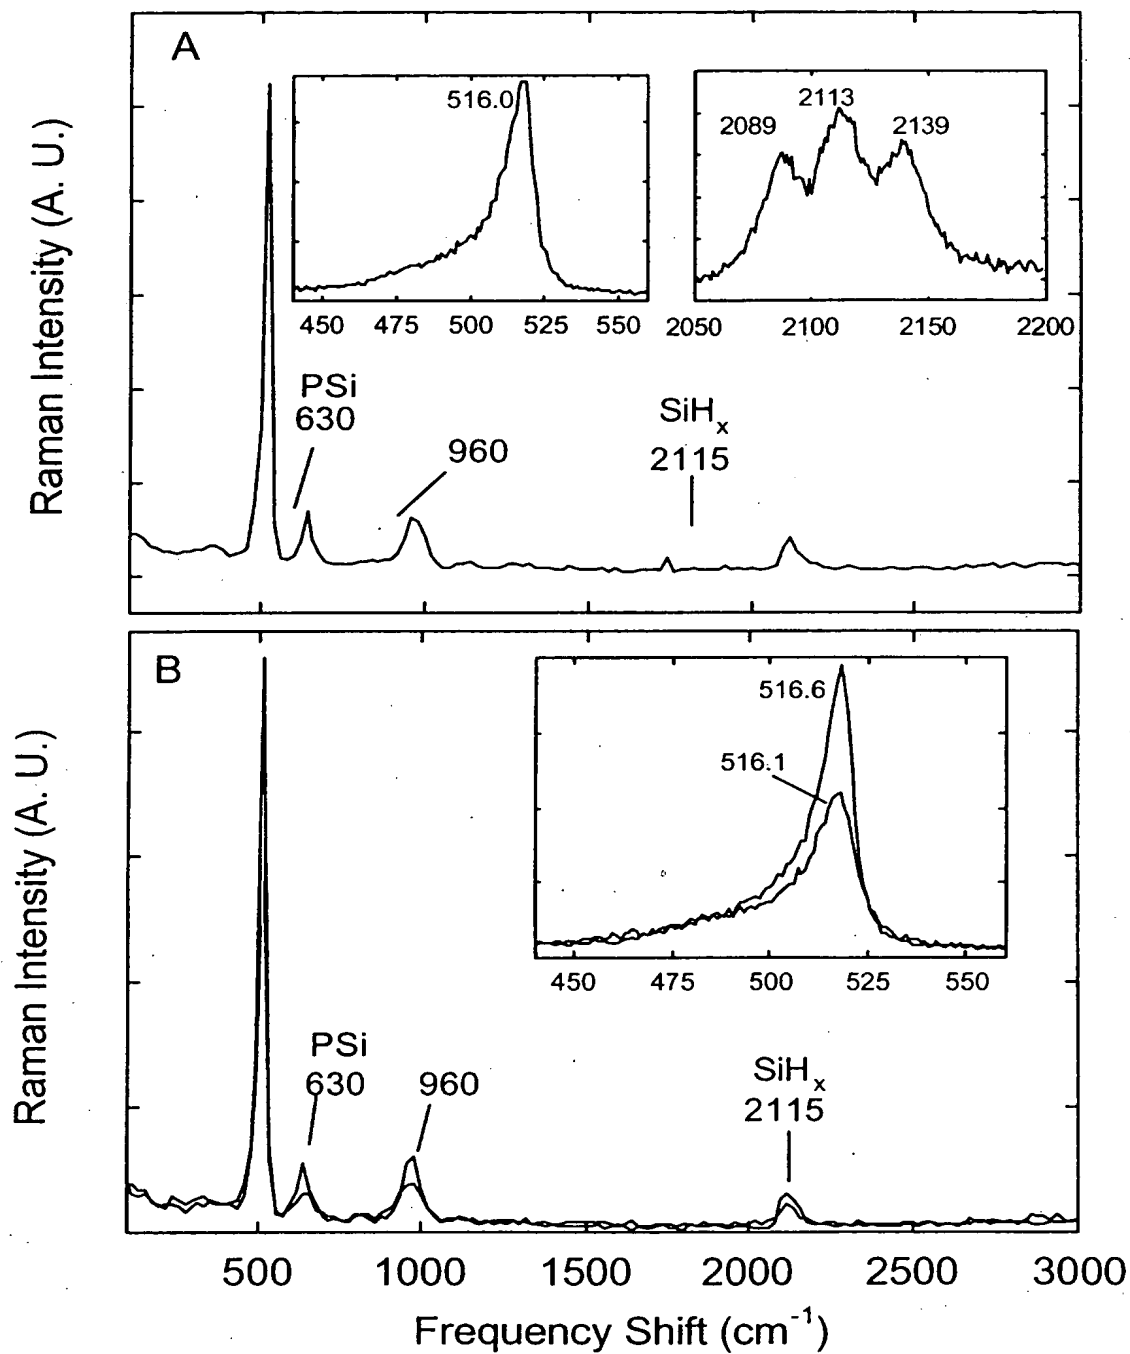 A
516.0
2089
2113
2139
450 475 500 525 550
2050 2100 2150 2200
PSi
630
960
SiHₓ
2115
Raman Intensity (A. U.)
B
516.6
516.1
450 475 500 525 550
PSi
630
960
SiHₓ
2115
Raman Intensity (A. U.)
500 1000 1500 2000 2500 3000
Frequency Shift (cm⁻¹)